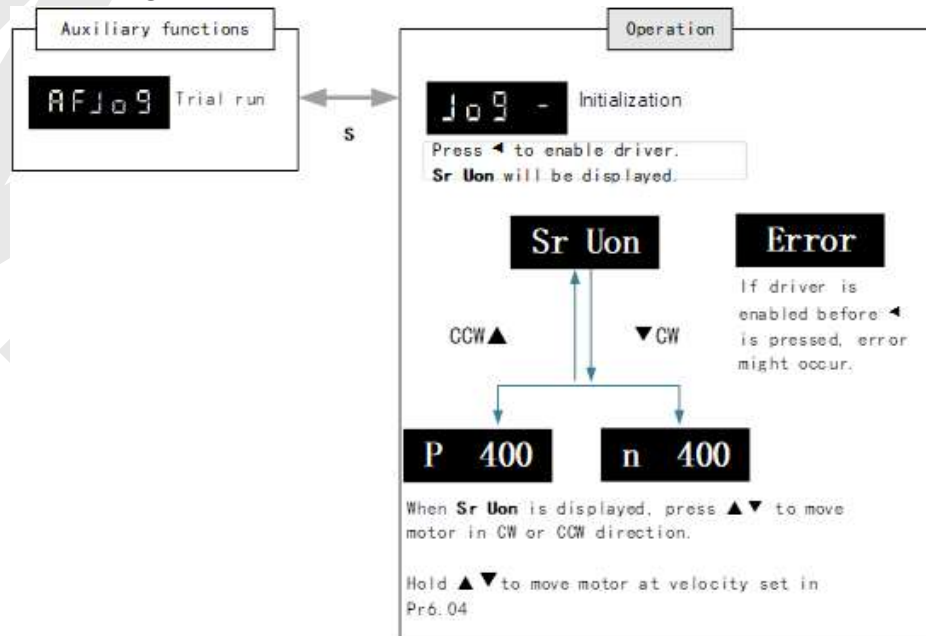 Auxiliary functions
AFJog Trial run
S
Operation
Jog - Initialization
Press ◄ to enable driver.
Sr Uon will be displayed.
Sr Uon
Error
If driver is
enabled before ◄
is pressed, error
might occur.
CCW▲
▼CW
P 400
n 400
When Sr Uon is displayed, press ▲▼ to move
motor in CW or CCW direction.
Hold ▲▼to move motor at velocity set in
Pr6.04